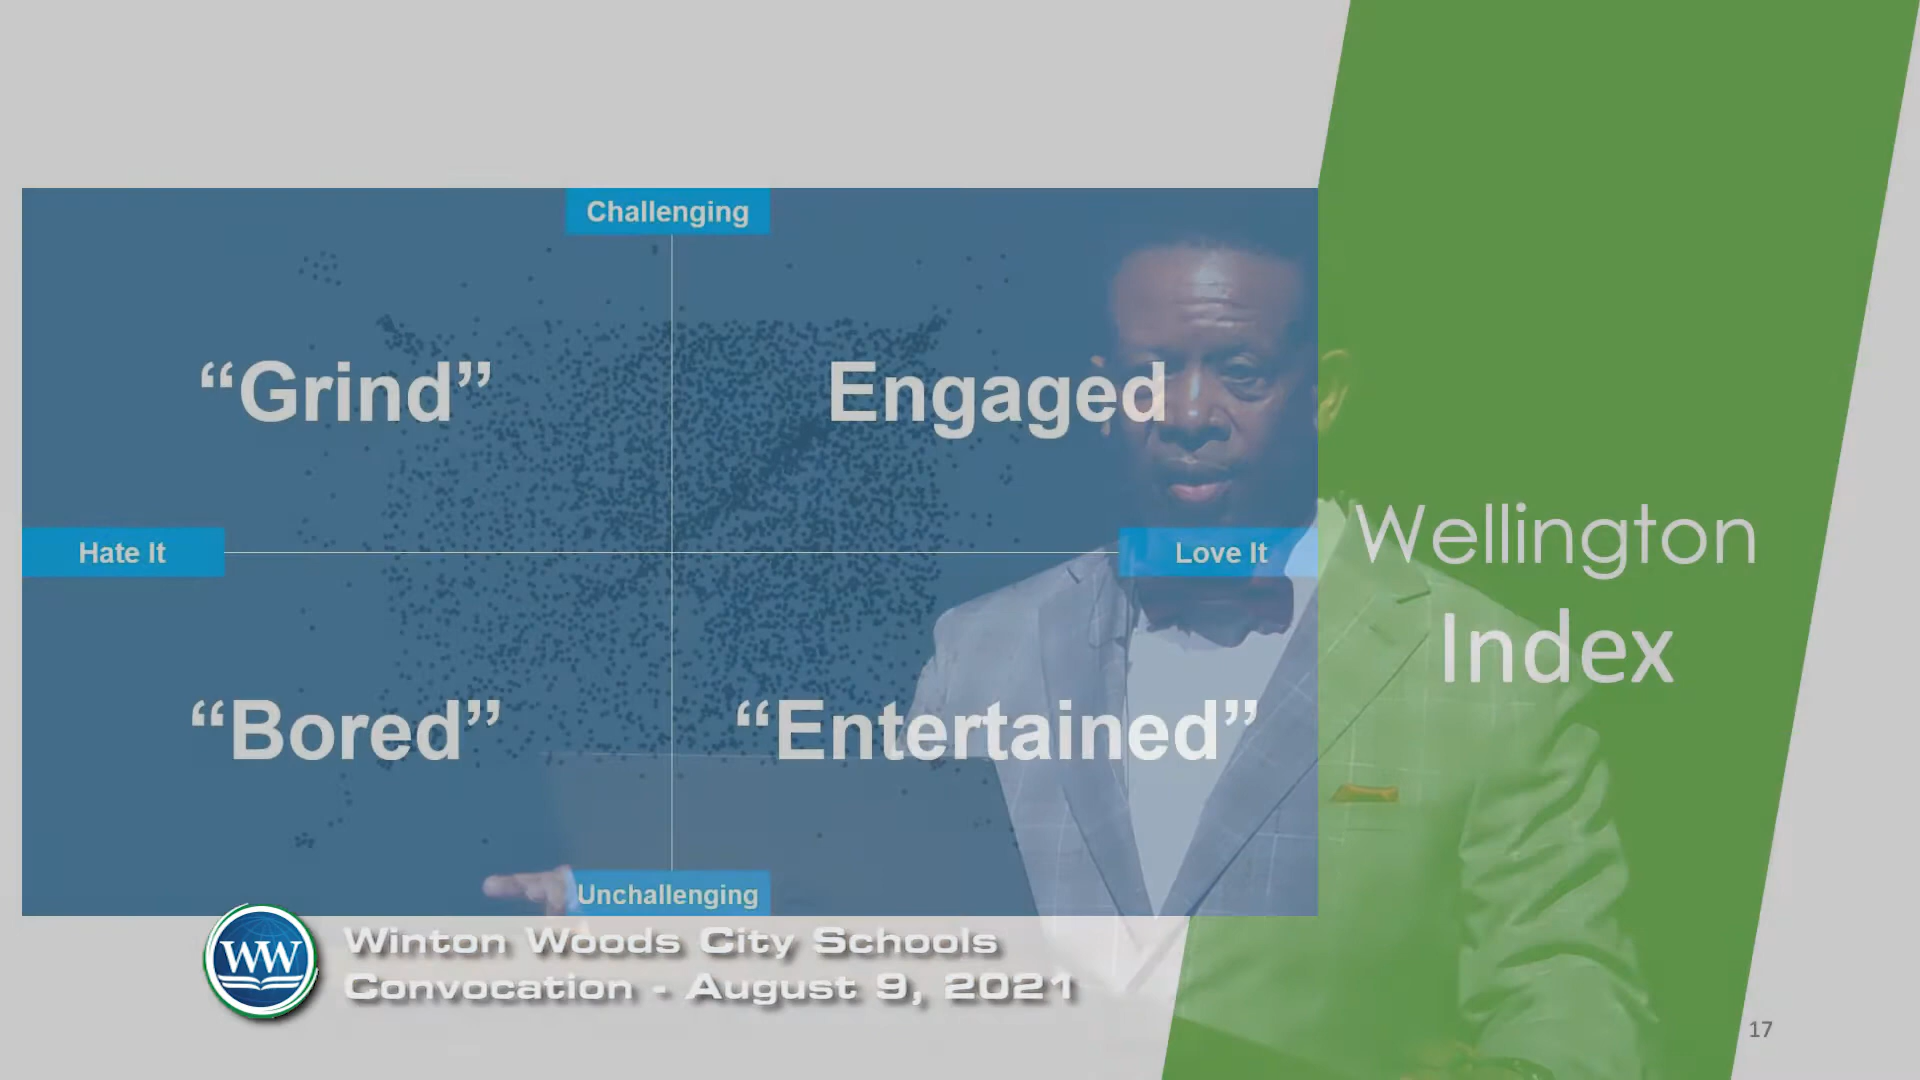 Challenging
“Grind”
Engaged
Hate It
Love It
Wellington
Index
“Bored”
“Entertained”
Unchallenging
WW
Winton Woods City Schools
Convocation - August 9, 2021
17